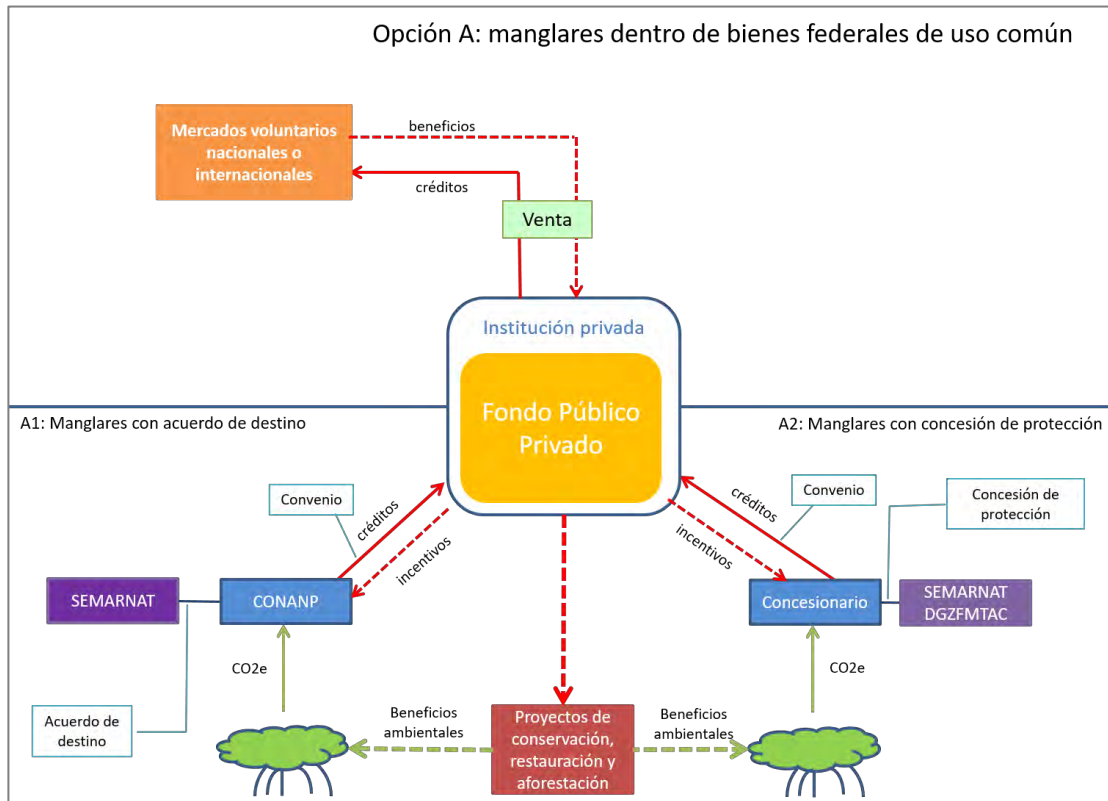 Opción A: manglares dentro de bienes federales de uso común
Mercados voluntarios
nacionales o
internacionales
beneficios
créditos
Venta
Institución privada
Fondo Público
Privado
A1: Manglares con acuerdo de destino
A2: Manglares con concesión de protección
Convenio
créditos
incentivos
créditos
incentivos
Convenio
Concesión de
protección
SEMARNAT
CONANP
Concesionario
SEMARNAT
DGZFMTAC
CO2e
CO2e
Acuerdo de
destino
Beneficios
ambientales
Proyectos de
conservación,
restauración y
aforestación
Beneficios
ambientales